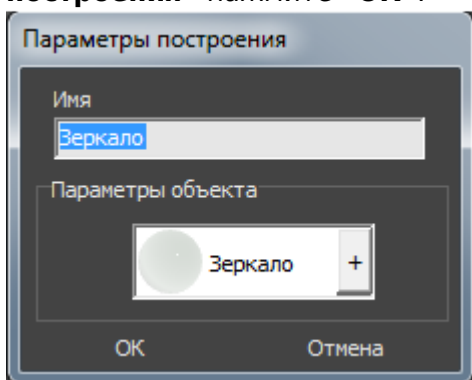 построения" нажмите "ОК".
Параметры построения
Имя
Зеркало
Параметры объекта
Зеркало +
ОК Отмена